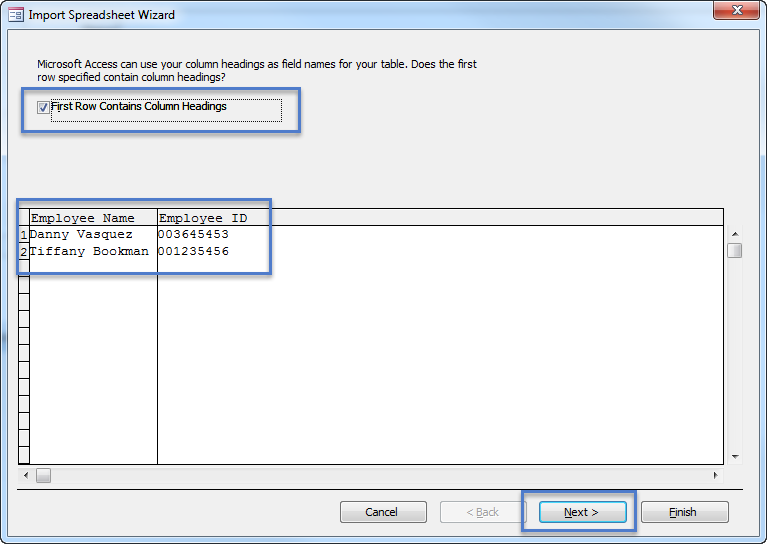 Import Spreadsheet Wizard
Microsoft Access can use your column headings as field names for your table. Does the first
row specified contain column headings?
First Row Contains Column Headings
Employee Name Employee ID
1 Danny Vasquez 003645453
2 Tiffany Bookman 001235456
Cancel < Back Next > Finish